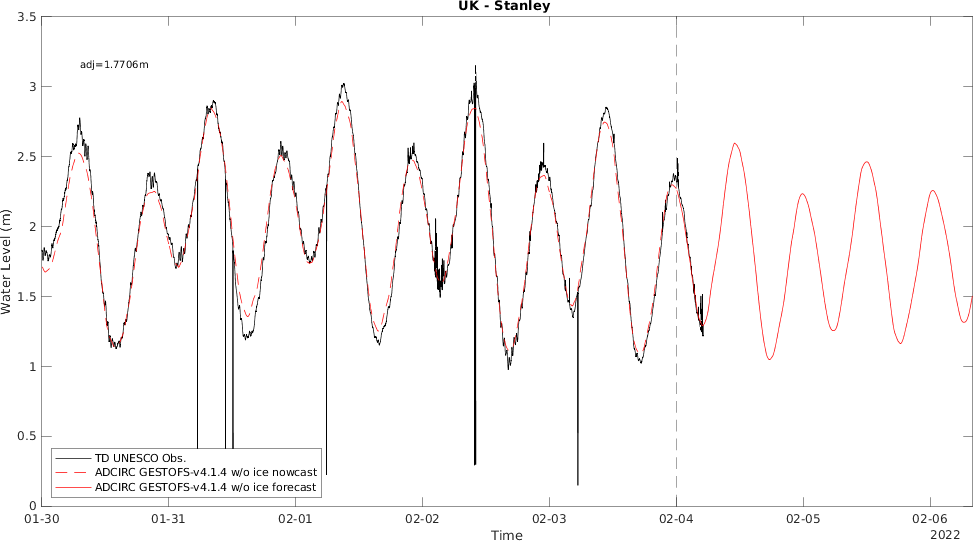 UK - Stanley
adj=1.7706m
Water Level (m)
3.5
3
2.5
2
1.5
1
0.5
0
TD UNESCO Obs.
ADCIRC GESTOFS-v4.1.4 w/o ice nowcast
ADCIRC GESTOFS-v4.1.4 w/o ice forecast
01-30 01-31 02-01 02-02 02-03 02-04 02-05 02-06
Time
2022